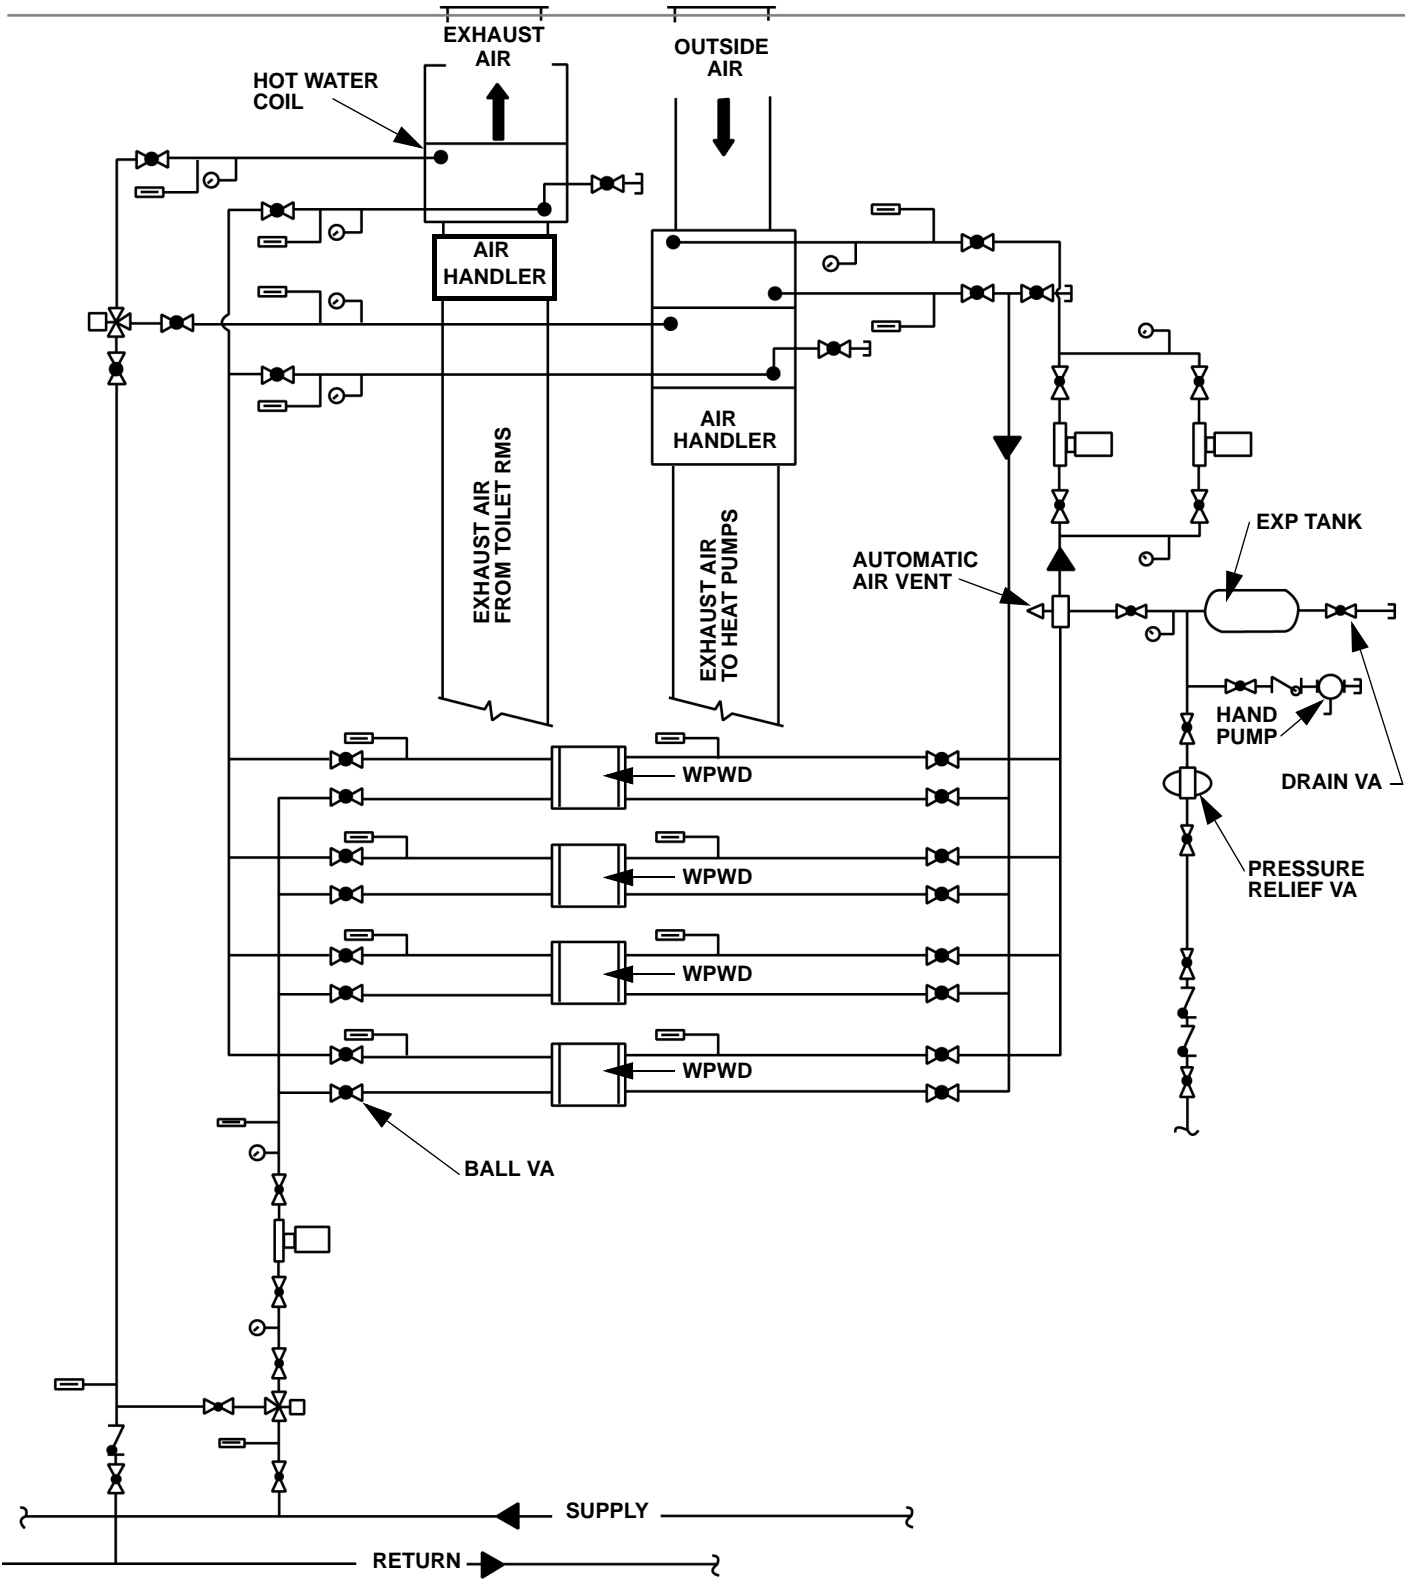 EXHAUST
AIR
OUTSIDE
AIR
HOT WATER
COIL
AIR
HANDLER
AIR
HANDLER
EXHAUST AIR
FROM TOILET RMS
EXHAUST AIR
TO HEAT PUMPS
EXP TANK
AUTOMATIC
AIR VENT
HAND
PUMP
DRAIN VA
WPWD
PRESSURE
RELIEF VA
WPWD
WPWD
WPWD
BALL VA
SUPPLY
RETURN